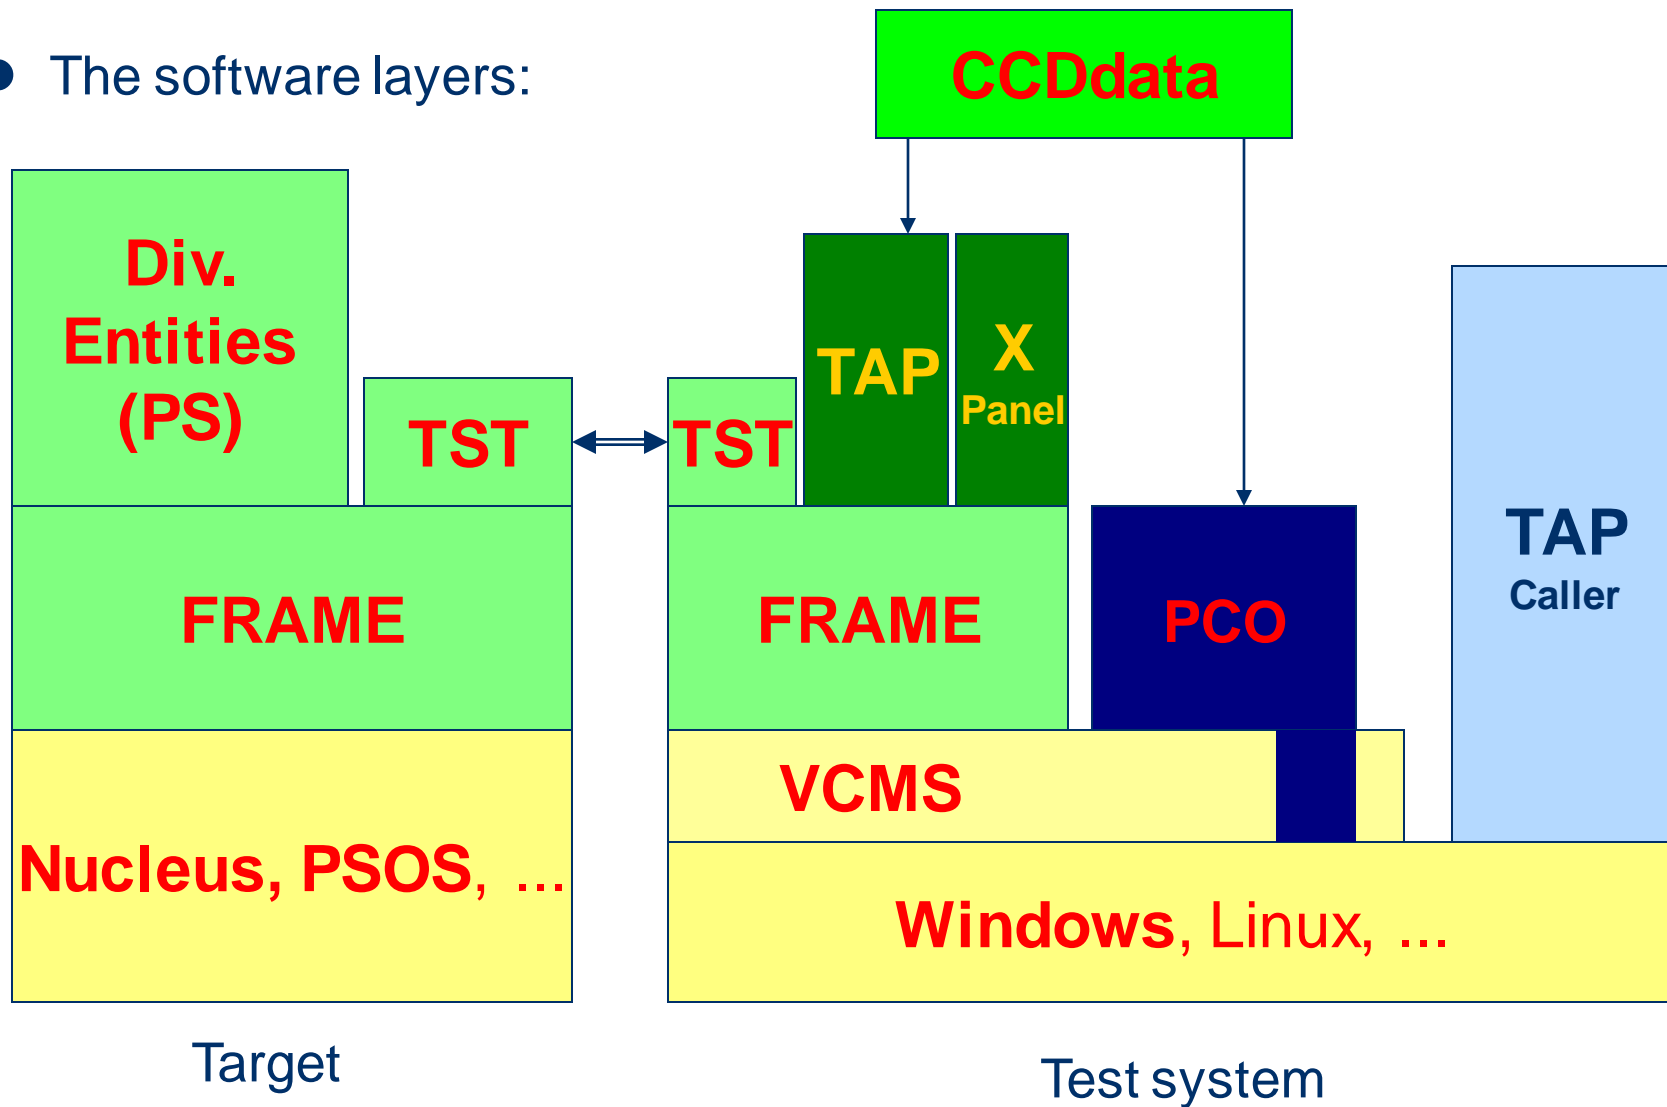 The software layers:
CCDdata
Div.
Entities
(PS)
TST
TST
TAP
X
Panel
FRAME
FRAME
PCO
TAP
Caller
VCMS
Nucleus, PSOS, ...
Windows, Linux, ...
Target
Test system